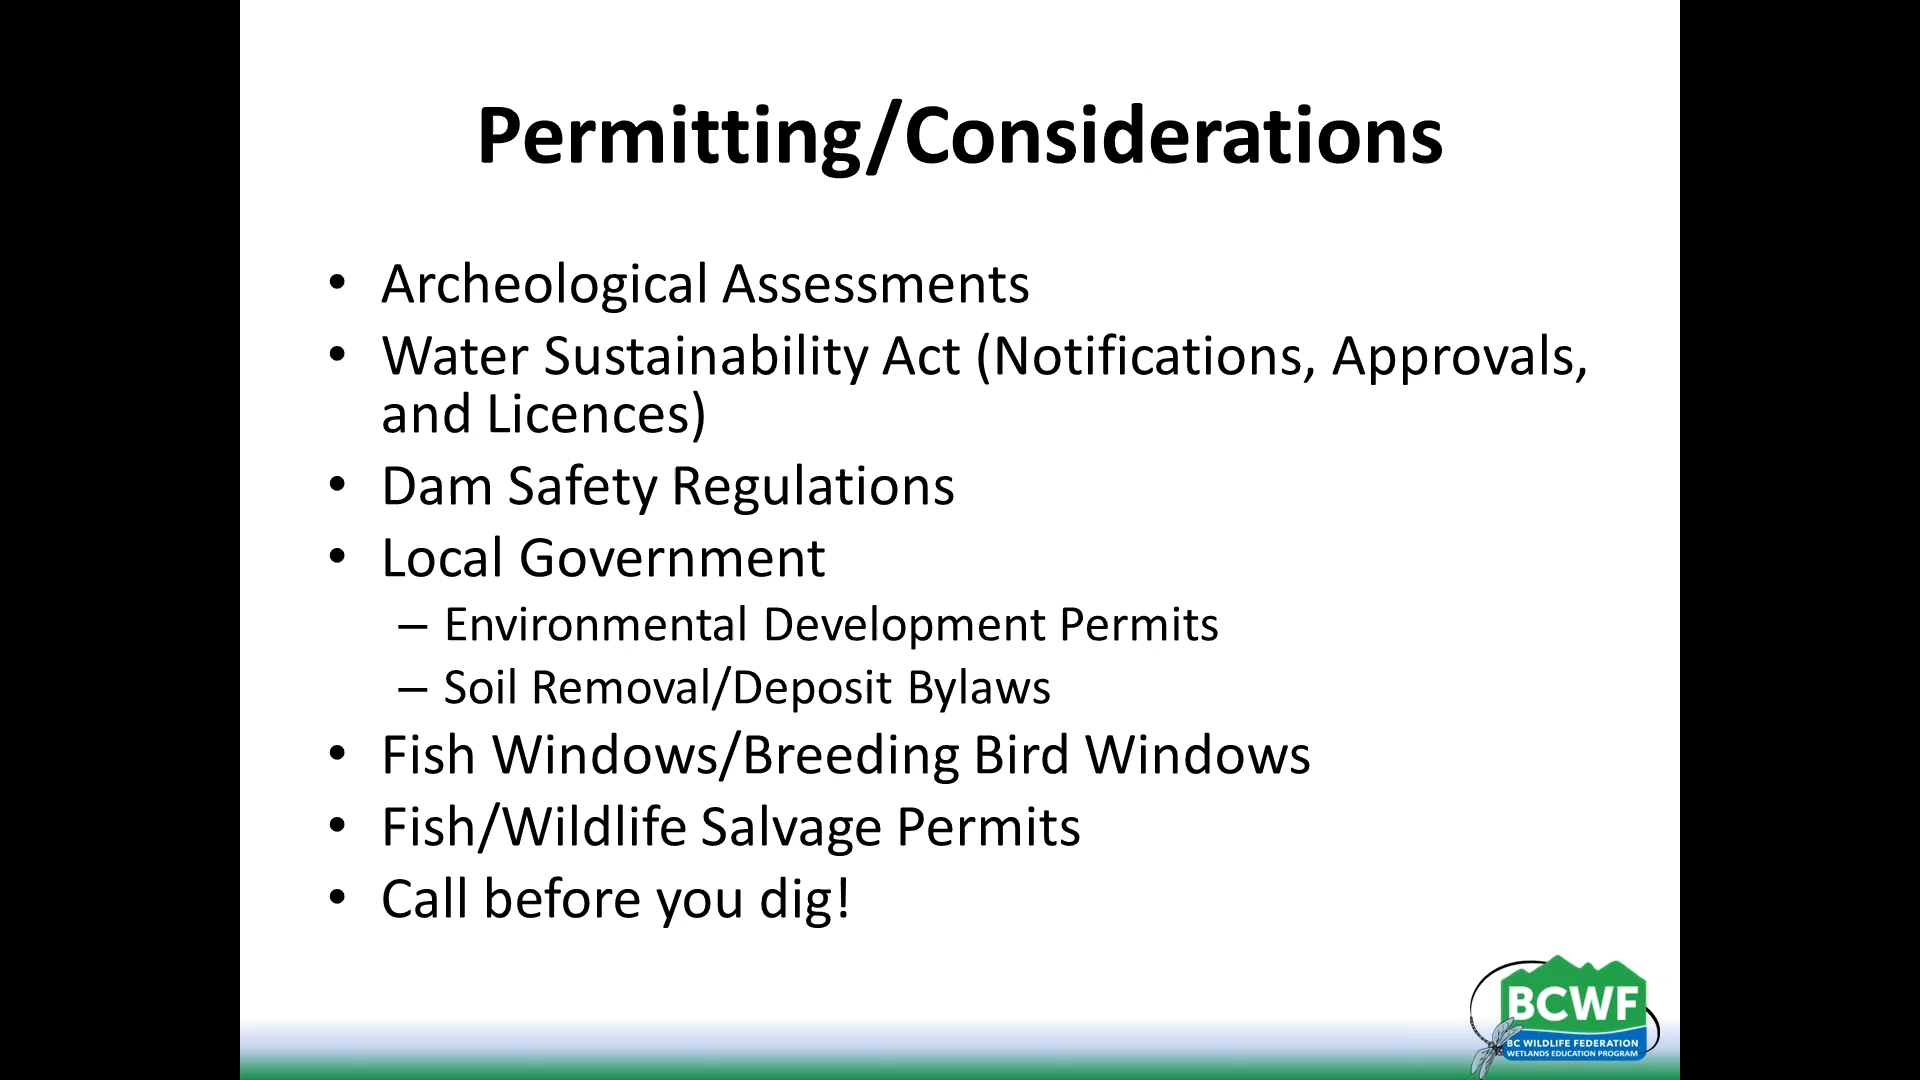 Permitting/Considerations
• Archeological Assessments
• Water Sustainability Act (Notifications, Approvals,
and Licences)
• Dam Safety Regulations
• Local Government
– Environmental Development Permits
– Soil Removal/Deposit Bylaws
• Fish Windows/Breeding Bird Windows
• Fish/Wildlife Salvage Permits
• Call before you dig!
BCWF
BC WILDLIFE FEDERATION
WETLANDS EDUCATION PROGRAM